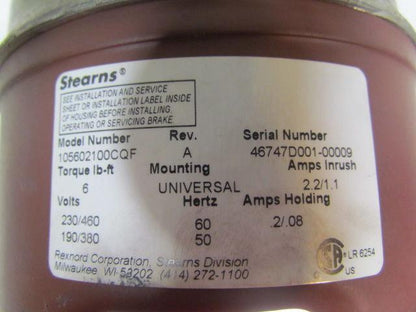 Stearns®
SEE INSTALLATION AND SERVICE
SHEET OR INSTALLATION LABEL INSIDE
OF HOUSING BEFORE INSTALLING,
OPERATING OR SERVICING BRAKE.
Model Number Rev. Serial Number
105602100CQF A 46747D001-00009
Torque lb-ft Mounting Amps Inrush
6 UNIVERSAL 2.2/1.1
Volts Hertz Amps Holding
230/460 60 .2/.08
190/380 50
Rexnord Corporation, Stearns Division
Milwaukee, WI 53202 (414) 272-1100
SA LR 6254
US